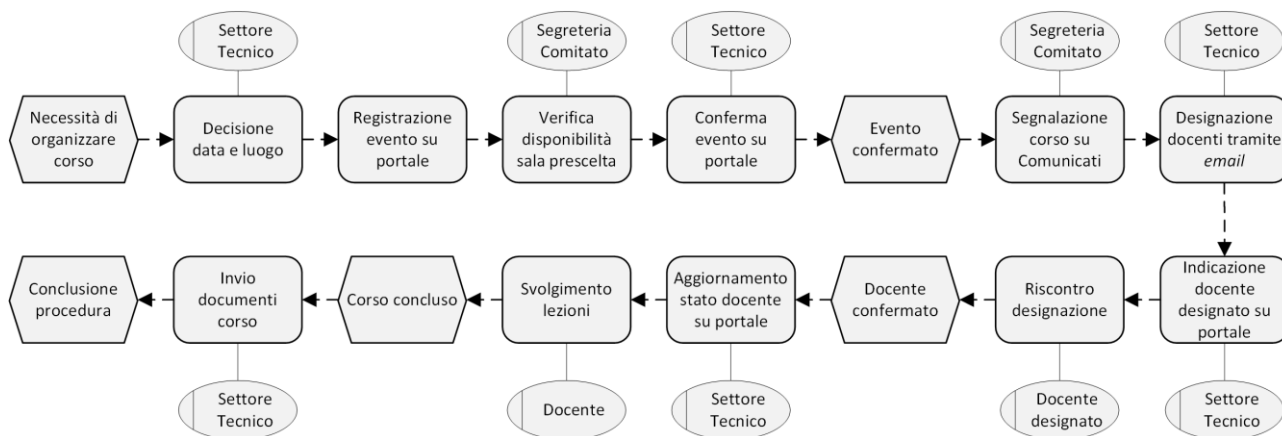 Settore
Tecnico
Segreteria
Comitato
Settore
Tecnico
Segreteria
Comitato
Settore
Tecnico
Necessità di
organizzare
corso
Decisione
data e luogo
Registrazione
evento su
portale
Verifica
disponibilità
sala prescelta
Conferma
evento su
portale
Evento
confermato
Segnalazione
corso su
Comunicati
Designazione
docenti tramite
email
Conclusione
procedura
Invio
documenti
corso
Corso concluso
Svolgimento
lezioni
Aggiornamento
stato docente
su portale
Docente
confermato
Riscontro
designazione
Indicazione
docente
designato su
portale
Settore
Tecnico
Docente
Settore
Tecnico
Docente
designato
Settore
Tecnico